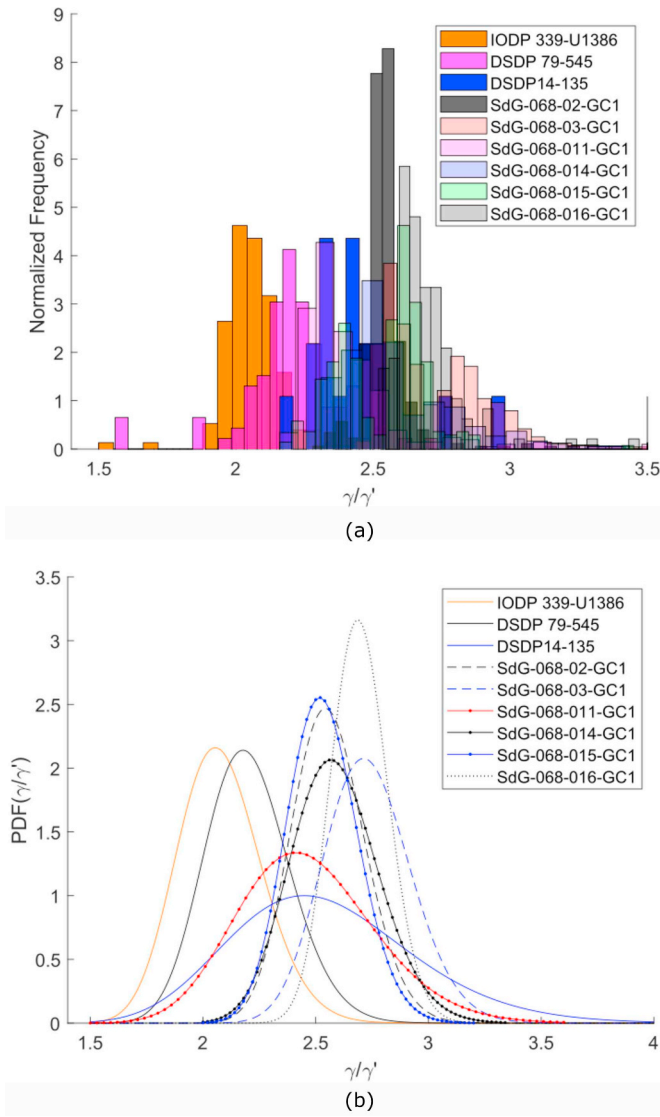 9
8
7
6
5
4
3
2
1
0
Normalized Frequency
1.5 2 2.5 3 3.5
γ/γ'
IODP 339-U1386
DSDP 79-545
DSDP14-135
SdG-068-02-GC1
SdG-068-03-GC1
SdG-068-011-GC1
SdG-068-014-GC1
SdG-068-015-GC1
SdG-068-016-GC1
(a)
3.5
3
2.5
2
1.5
1
0.5
0
PDF(γ/γ')
1.5 2 2.5 3 3.5 4
γ/γ'
IODP 339-U1386
DSDP 79-545
DSDP14-135
SdG-068-02-GC1
SdG-068-03-GC1
SdG-068-011-GC1
SdG-068-014-GC1
SdG-068-015-GC1
SdG-068-016-GC1
(b)